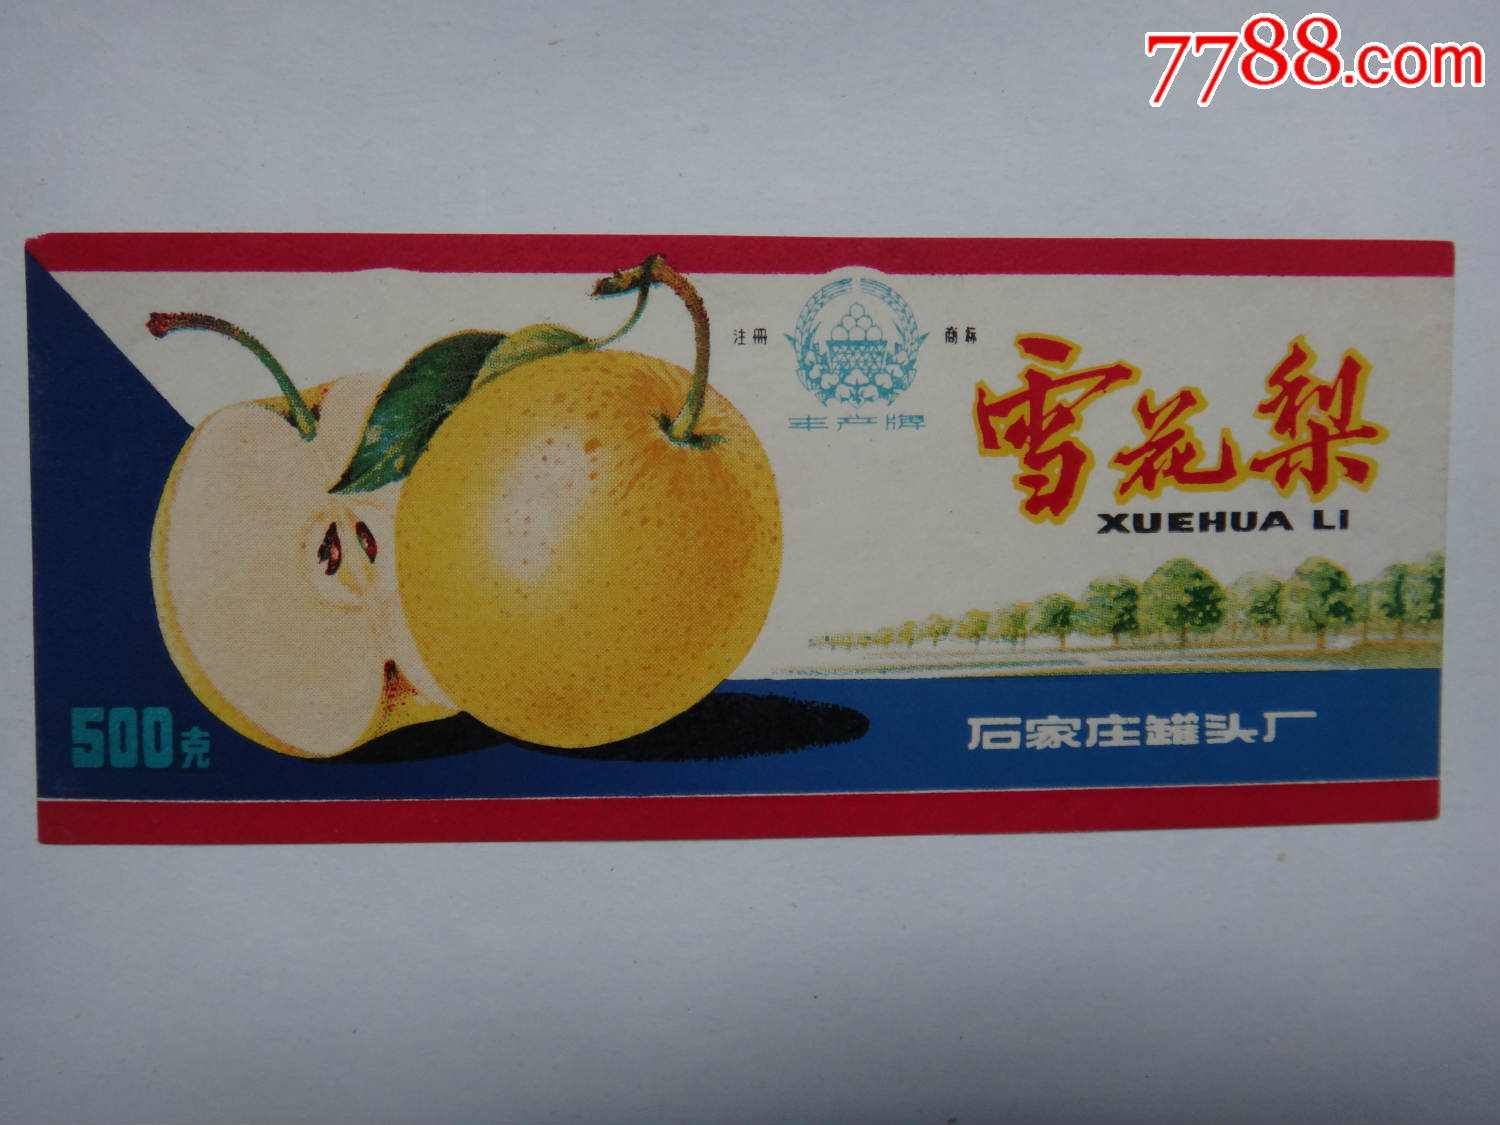 7788.com
注册 商标
丰产牌
雪花梨
XUEHUA LI
500克
石家庄罐头厂